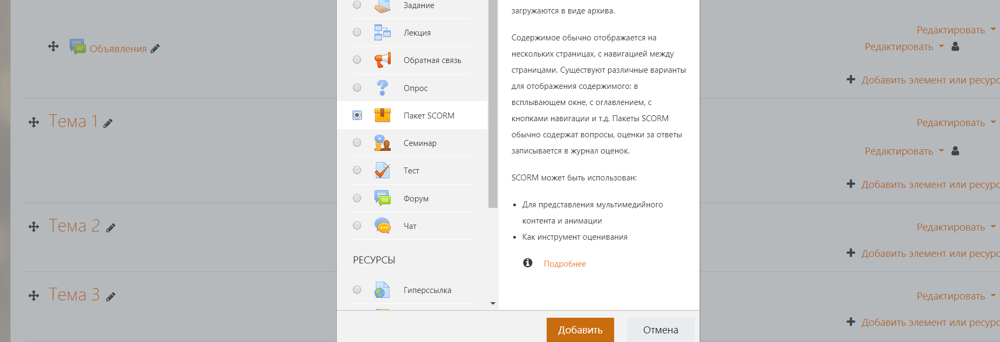 Объявления
Тема 1
Тема 2
Тема 3
Задание
Лекция
Обратная связь
Опрос
Пакет SCORM
Семинар
Тест
Форум
Чат
РЕСУРСЫ
Гиперссылка
загружаются в виде архива.
Содержимое обычно отображается на
нескольких страницах, с навигацией между
страницами. Существуют различные варианты
для отображения содержимого: в
всплывающем окне, с оглавлением, с
кнопками навигации и т.д. Пакеты SCORM
обычно содержат вопросы, оценки за ответы
записывается в журнал оценок.
SCORM может быть использован:
• Для представления мультимедийного
контента и анимации
• Как инструмент оценивания
Подробнее
Добавить
Отмена
Редактировать
Редактировать
Добавить элемент или ресурс
Редактировать
Редактировать
Добавить элемент или ресурс
Редактировать
Добавить элемент или ресурс
Редактировать
Добавить элемент или ресурс